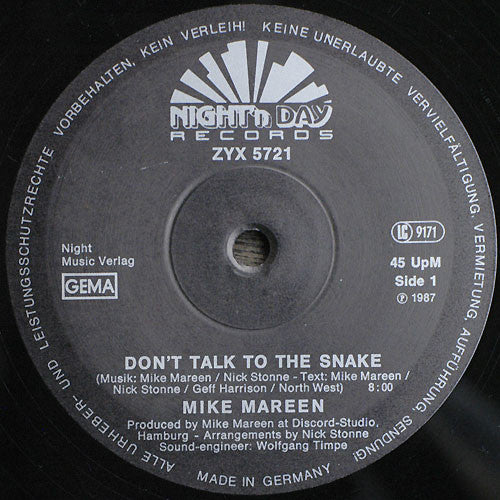 ALLE URHEBER- UND LEISTUNGSSCHUTZRECHTE VORBEHALTEN, KEIN VERLEIH! KEINE UNERLAUBTE VERVIELFÄLTIGUNG, VERMIETUNG, AUFFÜHRUNG, SENDUNG!
NIGHT'n DAY
RECORDS
ZYX 5721
Night
Music Verlag
GEMA
LC 9171
45 UpM
Side 1
℗ 1987
DON'T TALK TO THE SNAKE
(Musik: Mike Mareen / Nick Stonne - Text: Mike Mareen /
Nick Stonne / Geff Harrison / North West) 8:00
MIKE MAREEN
Produced by Mike Mareen at Discord-Studio,
Hamburg - Arrangements by Nick Stonne
Sound-engineer: Wolfgang Timpe
MADE IN GERMANY